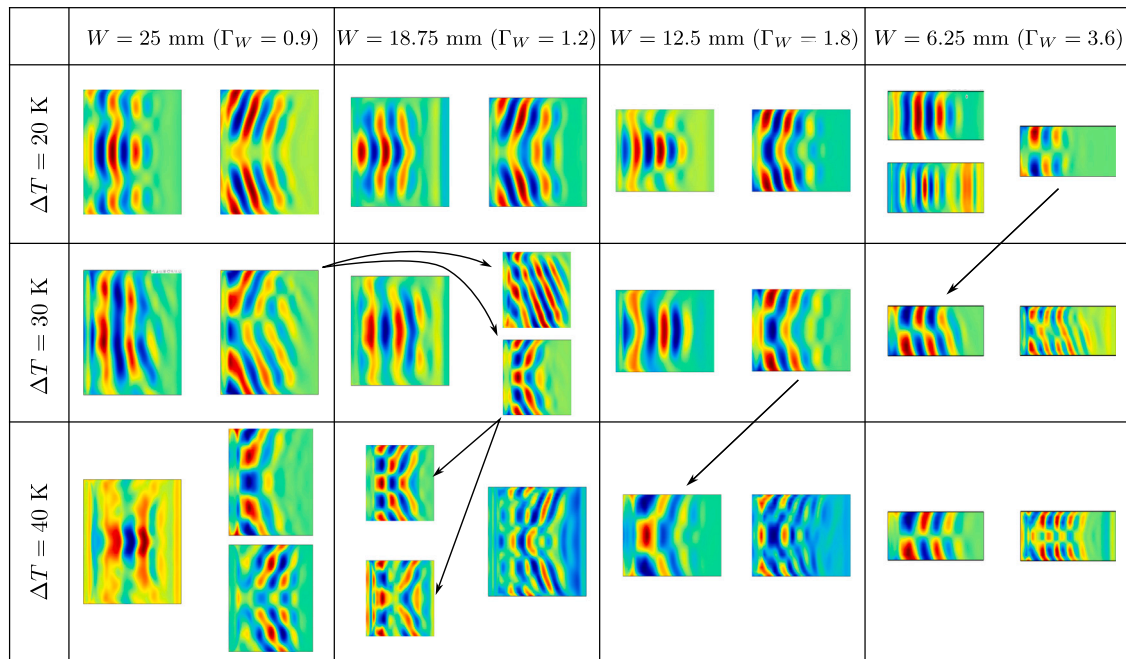 W = 25 mm (Γ_W = 0.9)
W = 18.75 mm (Γ_W = 1.2)
W = 12.5 mm (Γ_W = 1.8)
W = 6.25 mm (Γ_W = 3.6)
ΔT = 20 K
ΔT = 30 K
ΔT = 40 K